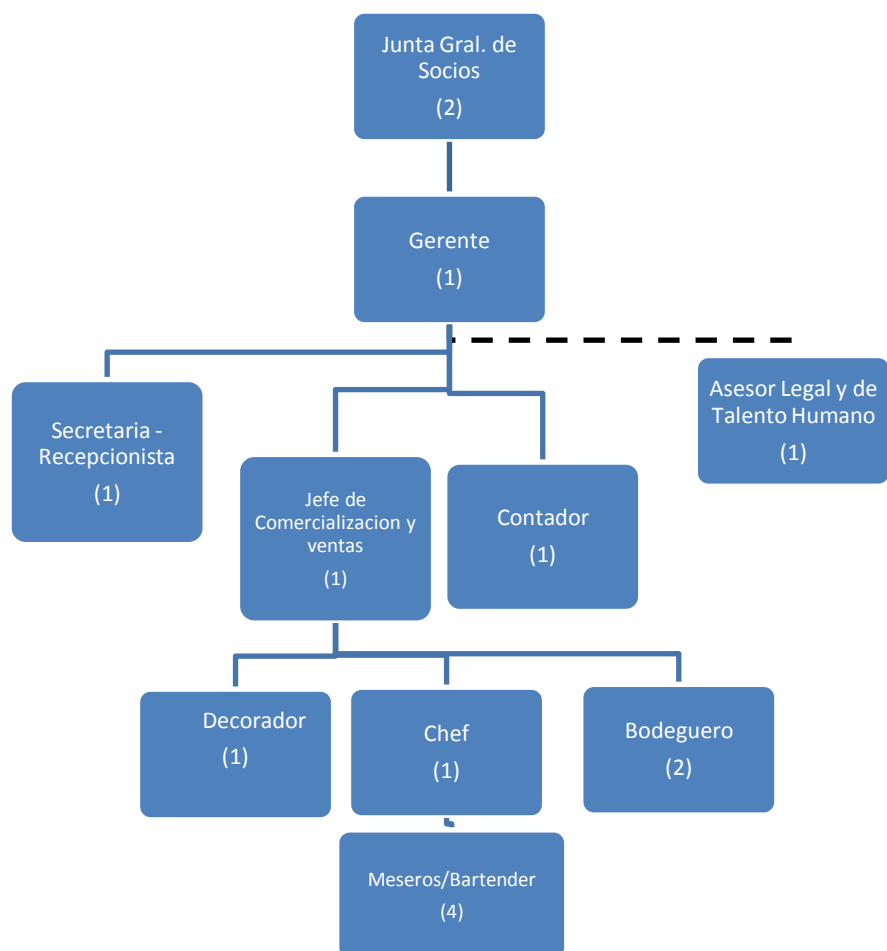 Junta Gral. de
Socios
(2)
Gerente
(1)
Secretaria -
Recepcionista
(1)
Jefe de
Comercializacion y
ventas
(1)
Contador
(1)
Asesor Legal y de
Talento Humano
(1)
Decorador
(1)
Chef
(1)
Bodeguero
(2)
Meseros/Bartender
(4)